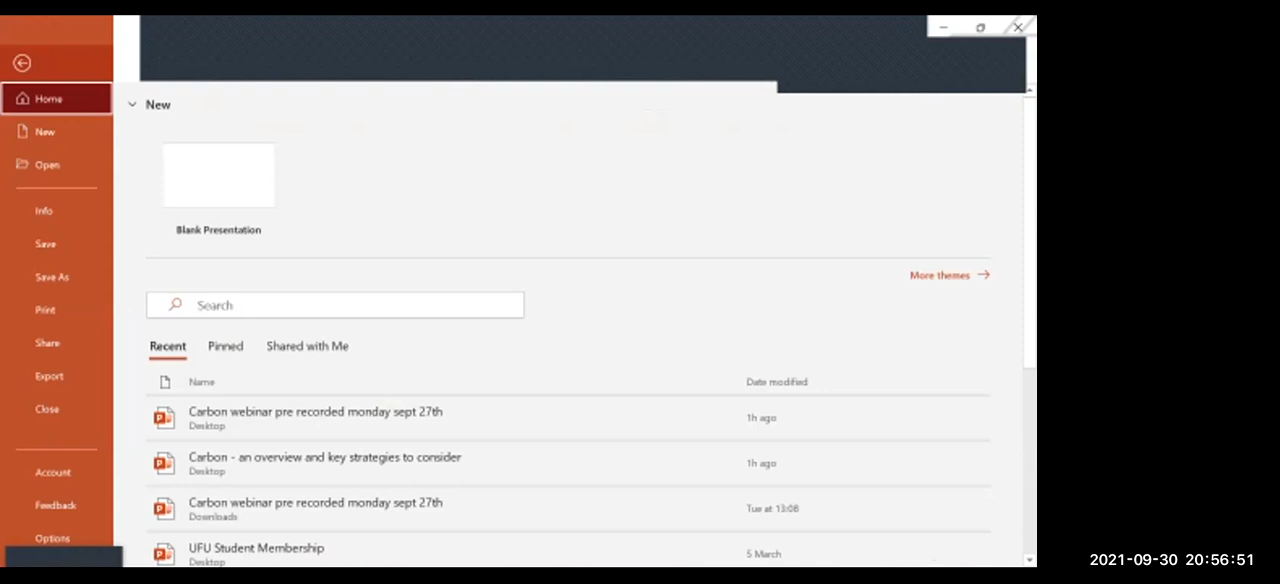 Home
New
New
Open
Blank Presentation
Info
Save
Save As
More themes
Print
Search
Share
Recent Pinned Shared with Me
Export
Name Date modified
Close
Carbon webinar pre recorded monday sept 27th
Desktop
1h ago
Carbon - an overview and key strategies to consider
Desktop
1h ago
Account
Feedback
Carbon webinar pre recorded monday sept 27th
Downloads
Tue at 13:08
Options
UFU Student Membership
Desktop
5 March
2021-09-30 20:56:51